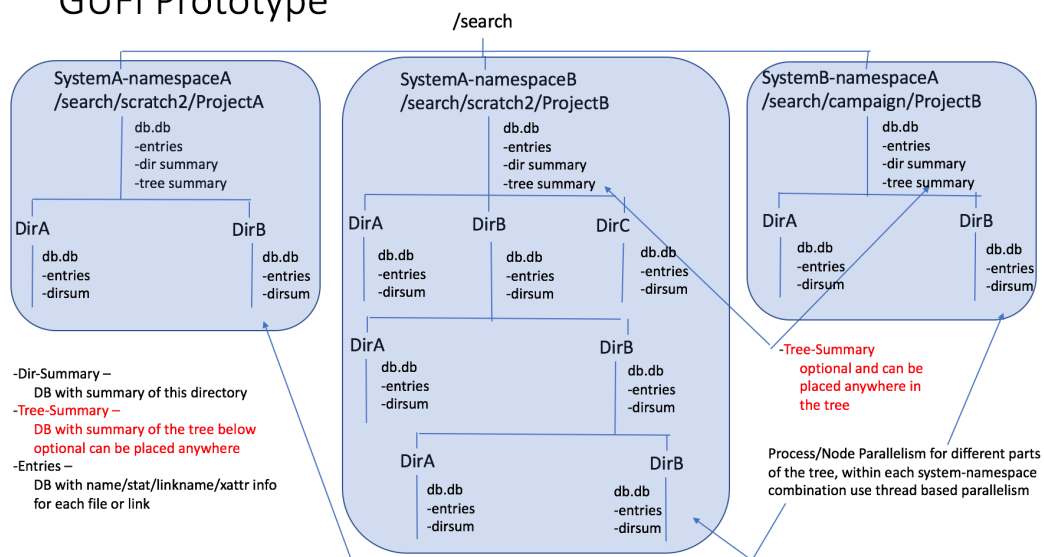 GUFI Prototype
/search
SystemA-namespaceA
/search/scratch2/ProjectA
db.db
-entries
-dir summary
-tree summary
DirA
db.db
-entries
-dirsum
DirB
db.db
-entries
-dirsum
SystemA-namespaceB
/search/scratch2/ProjectB
db.db
-entries
-dir summary
-tree summary
DirA
db.db
-entries
-dirsum
DirB
db.db
-entries
-dirsum
DirC
db.db
-entries
-dirsum
DirA
db.db
-entries
-dirsum
DirB
db.db
-entries
-dirsum
DirA
db.db
-entries
-dirsum
DirB
db.db
-entries
-dirsum
SystemB-namespaceA
/search/campaign/ProjectB
db.db
-entries
-dir summary
-tree summary
DirA
db.db
-entries
-dirsum
DirB
db.db
-entries
-dirsum
-Dir-Summary –
DB with summary of this directory
-Tree-Summary –
DB with summary of the tree below
optional can be placed anywhere
-Entries –
DB with name/stat/linkname/xattr info
for each file or link
-Tree-Summary
optional and can be
placed anywhere in
the tree
Process/Node Parallelism for different parts
of the tree, within each system-namespace
combination use thread based parallelism